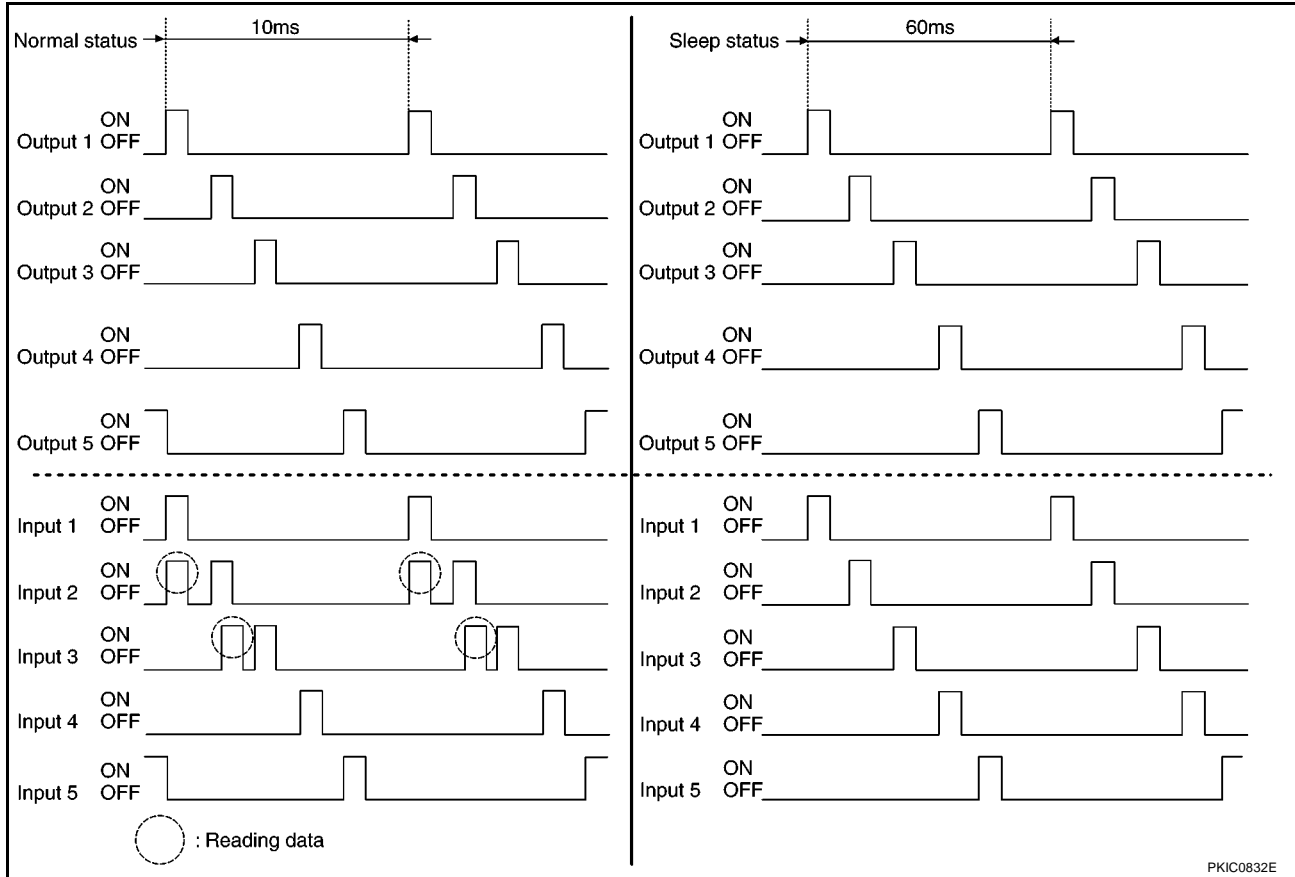 Normal status
10ms
ON
Output 1 OFF
ON
Output 2 OFF
ON
Output 3 OFF
ON
Output 4 OFF
ON
Output 5 OFF
ON
Input 1 OFF
ON
Input 2 OFF
ON
Input 3 OFF
ON
Input 4 OFF
ON
Input 5 OFF
: Reading data
Sleep status
60ms
ON
Output 1 OFF
ON
Output 2 OFF
ON
Output 3 OFF
ON
Output 4 OFF
ON
Output 5 OFF
ON
Input 1 OFF
ON
Input 2 OFF
ON
Input 3 OFF
ON
Input 4 OFF
ON
Input 5 OFF
PKIC0832E